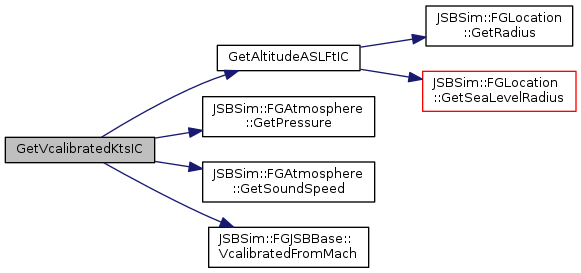 GetVcalibratedKtsIC
GetAltitudeASLFtIC
JSBSim::FGLocation
::GetRadius
JSBSim::FGLocation
::GetSeaLevelRadius
JSBSim::FGAtmosphere
::GetPressure
JSBSim::FGAtmosphere
::GetSoundSpeed
JSBSim::FGJSBBase::
VcalibratedFromMach